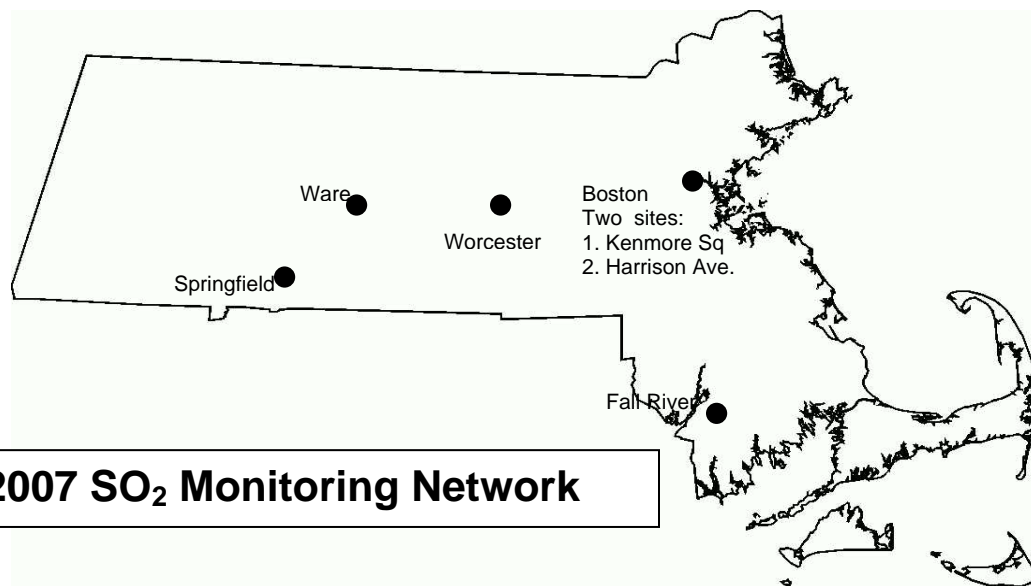 Ware
Worcester
Springfield
Boston
Two sites:
1. Kenmore Sq
2. Harrison Ave.
Fall River
2007 SO₂ Monitoring Network